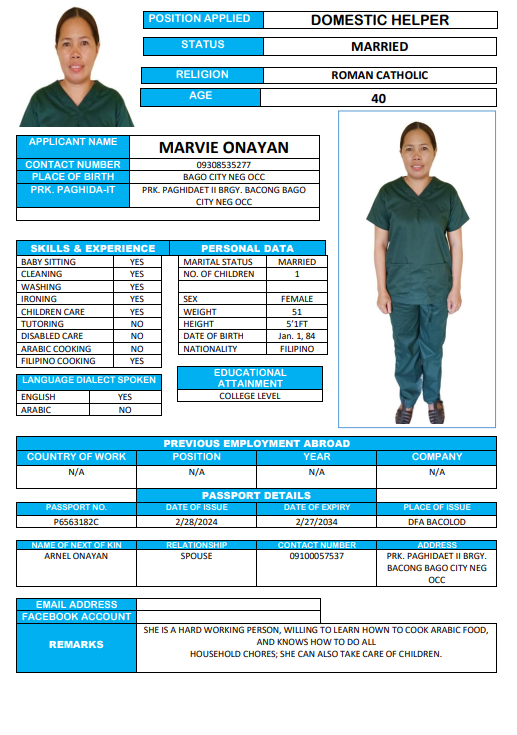 POSITION APPLIED DOMESTIC HELPER
STATUS MARRIED
RELIGION ROMAN CATHOLIC
AGE 40
APPLICANT NAME MARVIE ONAYAN
CONTACT NUMBER 09308535277
PLACE OF BIRTH BAGO CITY NEG OCC
PRK. PAGHIDA-IT PRK. PAGHIDAET II BRGY. BACONG BAGO
CITY NEG OCC
SKILLS & EXPERIENCE
BABY SITTING YES
CLEANING YES
WASHING YES
IRONING YES
CHILDREN CARE YES
TUTORING NO
DISABLED CARE NO
ARABIC COOKING NO
FILIPINO COOKING YES
PERSONAL DATA
MARITAL STATUS MARRIED
NO. OF CHILDREN 1
SEX FEMALE
WEIGHT 51
HEIGHT 5'1FT
DATE OF BIRTH Jan. 1, 84
NATIONALITY FILIPINO
LANGUAGE DIALECT SPOKEN
ENGLISH YES
ARABIC NO
EDUCATIONAL
ATTAINMENT
COLLEGE LEVEL
PREVIOUS EMPLOYMENT ABROAD
COUNTRY OF WORK POSITION YEAR COMPANY
N/A N/A N/A N/A
PASSPORT DETAILS
PASSPORT NO. DATE OF ISSUE DATE OF EXPIRY PLACE OF ISSUE
P6563182C 2/28/2024 2/27/2034 DFA BACOLOD
NAME OF NEXT OF KIN RELATIONSHIP CONTACT NUMBER ADDRESS
ARNEL ONAYAN SPOUSE 09100057537 PRK. PAGHIDAET II BRGY.
BACONG BAGO CITY NEG
OCC
EMAIL ADDRESS
FACEBOOK ACCOUNT
REMARKS
SHE IS A HARD WORKING PERSON, WILLING TO LEARN HOWN TO COOK ARABIC FOOD,
AND KNOWS HOW TO DO ALL
HOUSEHOLD CHORES; SHE CAN ALSO TAKE CARE OF CHILDREN.